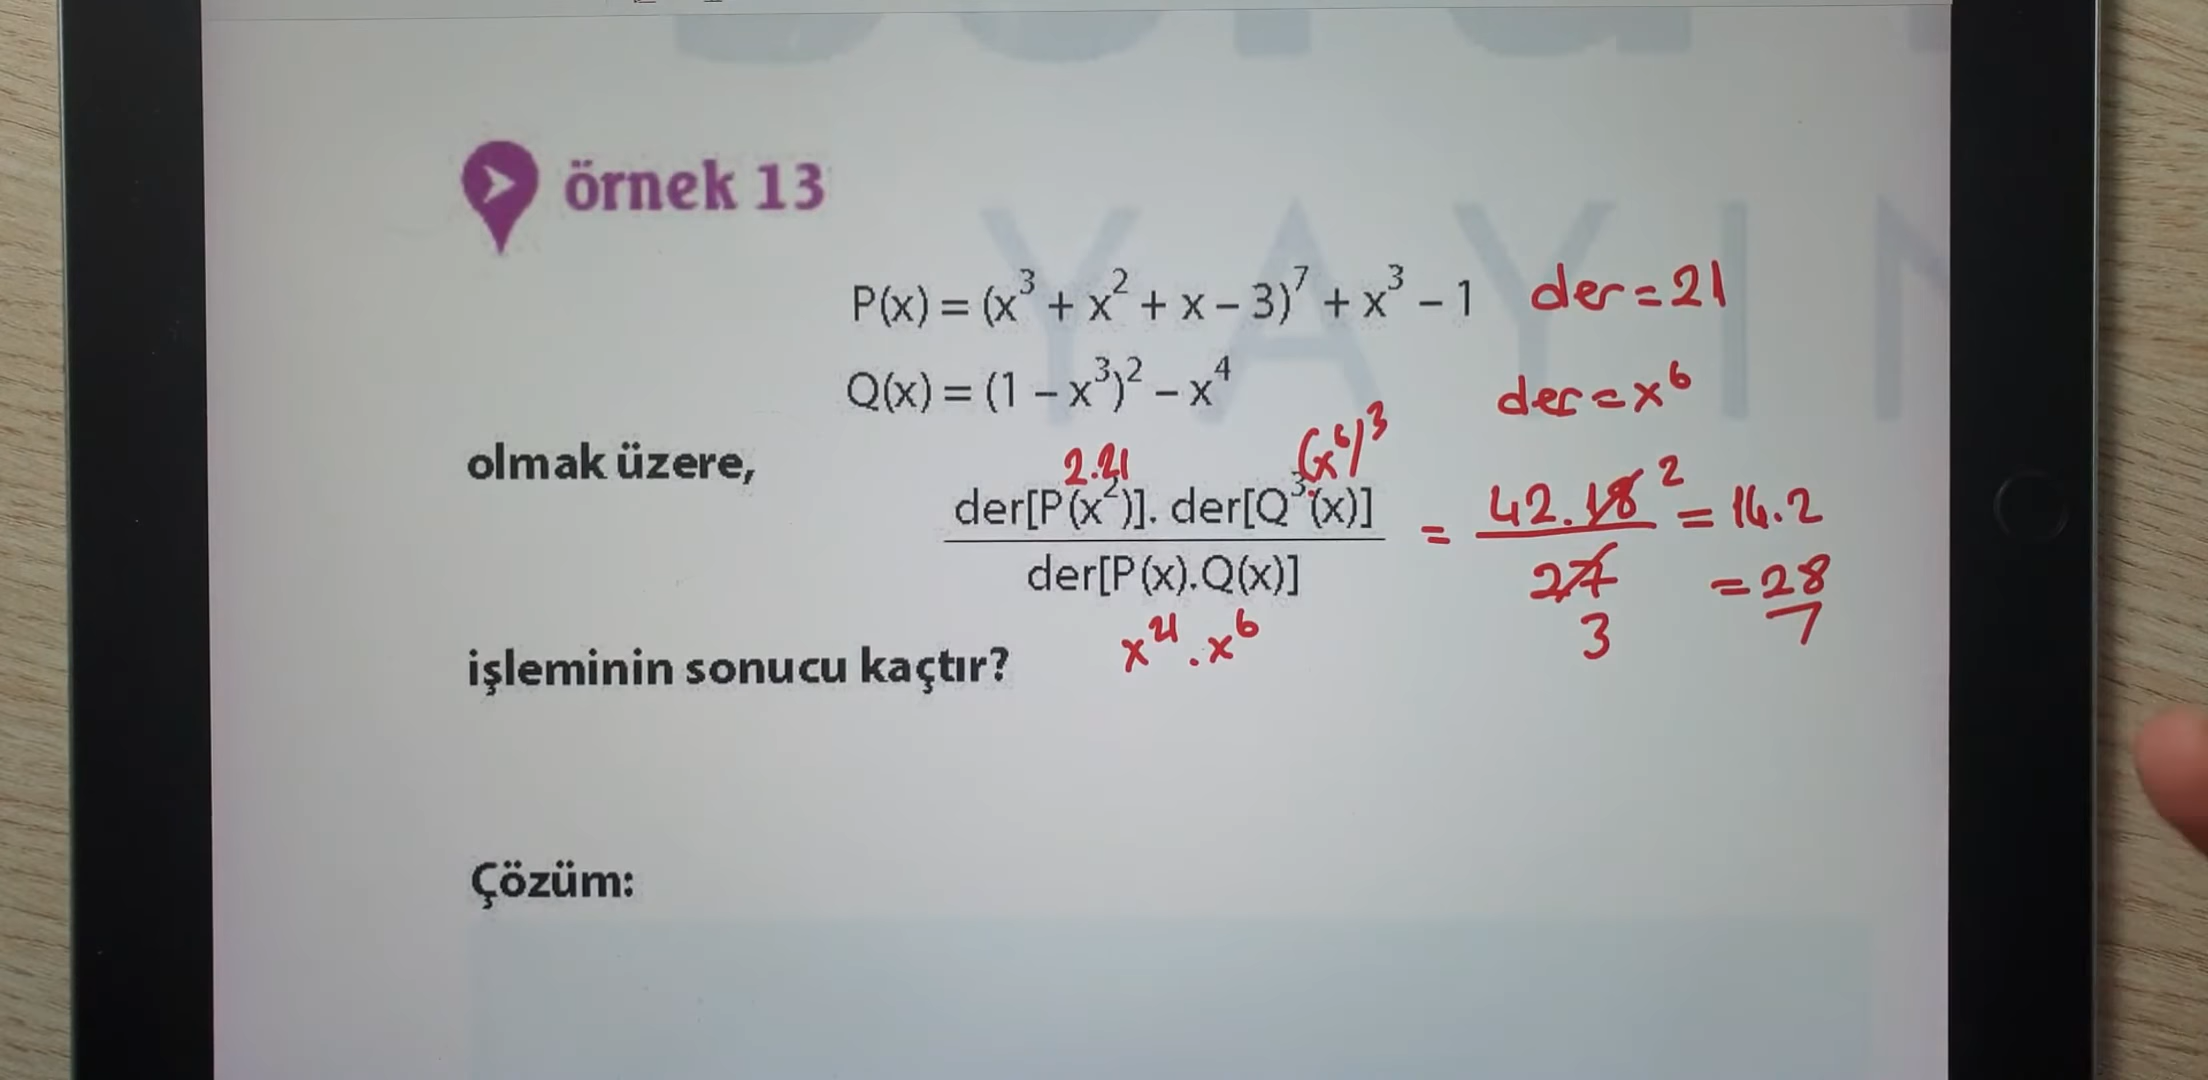 örnek 13
P(x) = (x³ + x² + x – 3)⁷ + x³ – 1 der = 21
Q(x) = (1 – x³)² – x⁴ der = x⁶
olmak üzere,
2.21 (x⁶)³
der[P(x²)]. der[Q³(x)] = 42.18 2 = 14.2
der[P(x).Q(x)] 27 = 28
3
x²¹ . x⁶
işleminin sonucu kaçtır?
Çözüm:
YAYIN